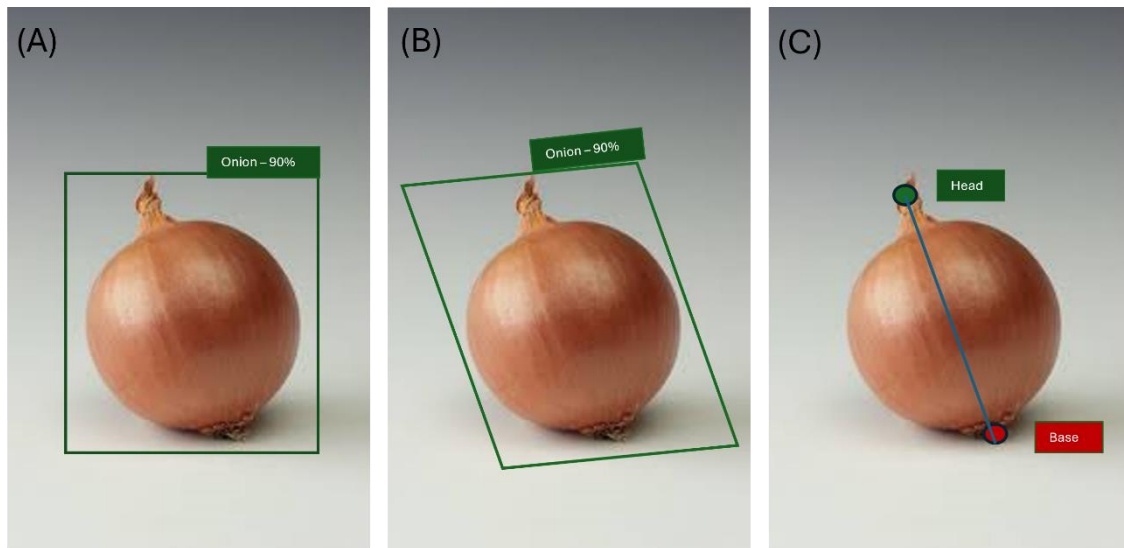 (A)
Onion – 90%
(B)
Onion – 90%
(C)
Head
Base